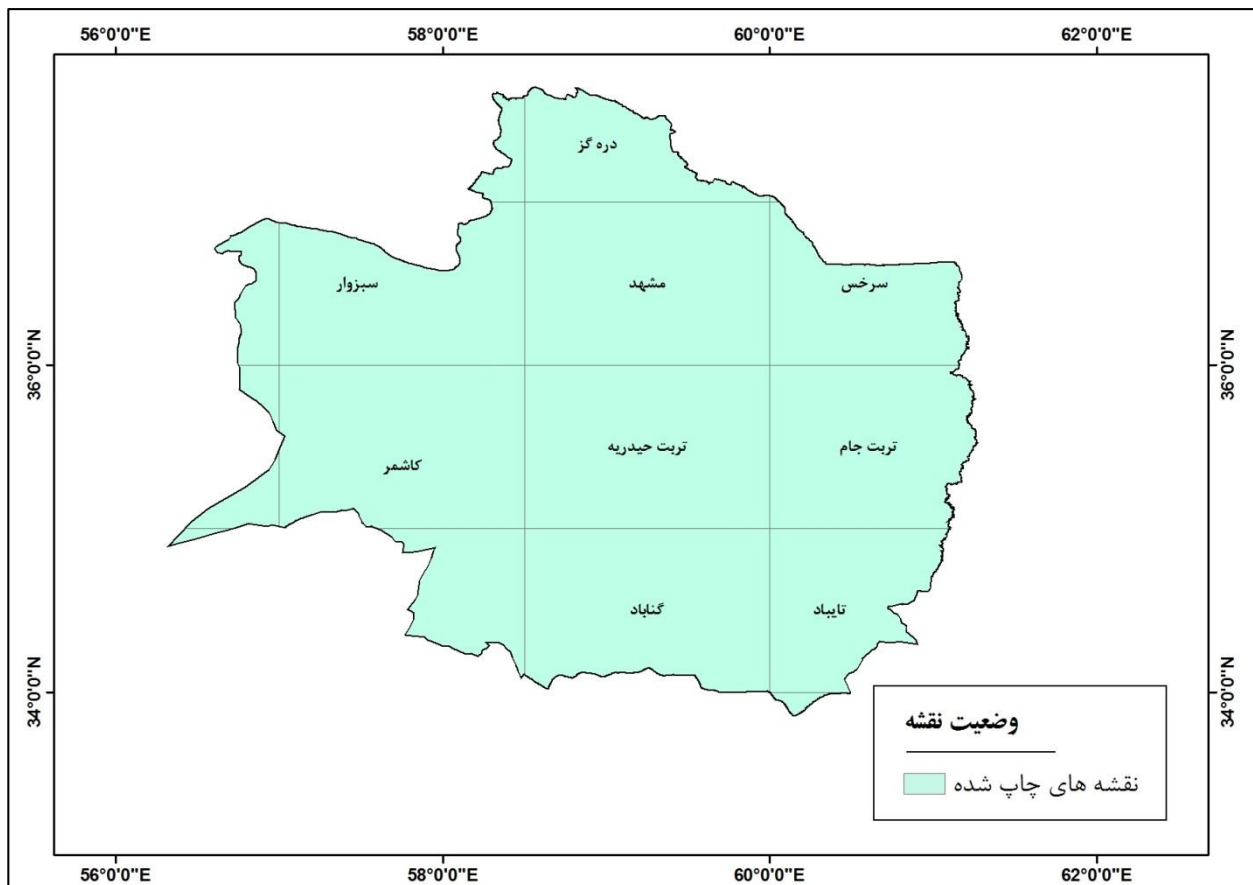 56°0'0"E 58°0'0"E 60°0'0"E 62°0'0"E
دره گز
سبزوار
مشهد
سرخس
36°0'0"N
36°0'0"N
کاشمر
تربت حیدریه
تربت جام
گناباد
تایباد
34°0'0"N
34°0'0"N
وضعیت نقشه
نقشه های چاپ شده
56°0'0"E 58°0'0"E 60°0'0"E 62°0'0"E